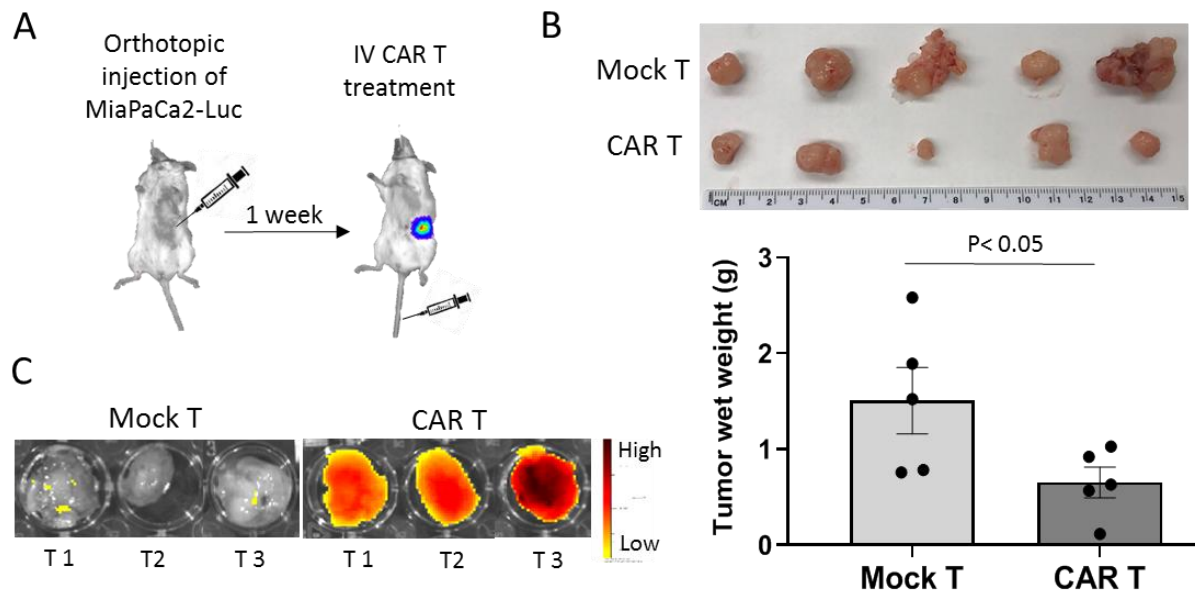 A
Orthotopic
injection of
MiaPaCa2-Luc
IV CAR T
treatment
1 week
B
Mock T
CAR T
CM 1 2 3 4 5 6 7 8 9 10 11 12 13 14 15
P< 0.05
Tumor wet weight (g)
3
2
1
0
Mock T
CAR T
C
Mock T
CAR T
High
Low
T 1
T2
T 3
T 1
T2
T 3